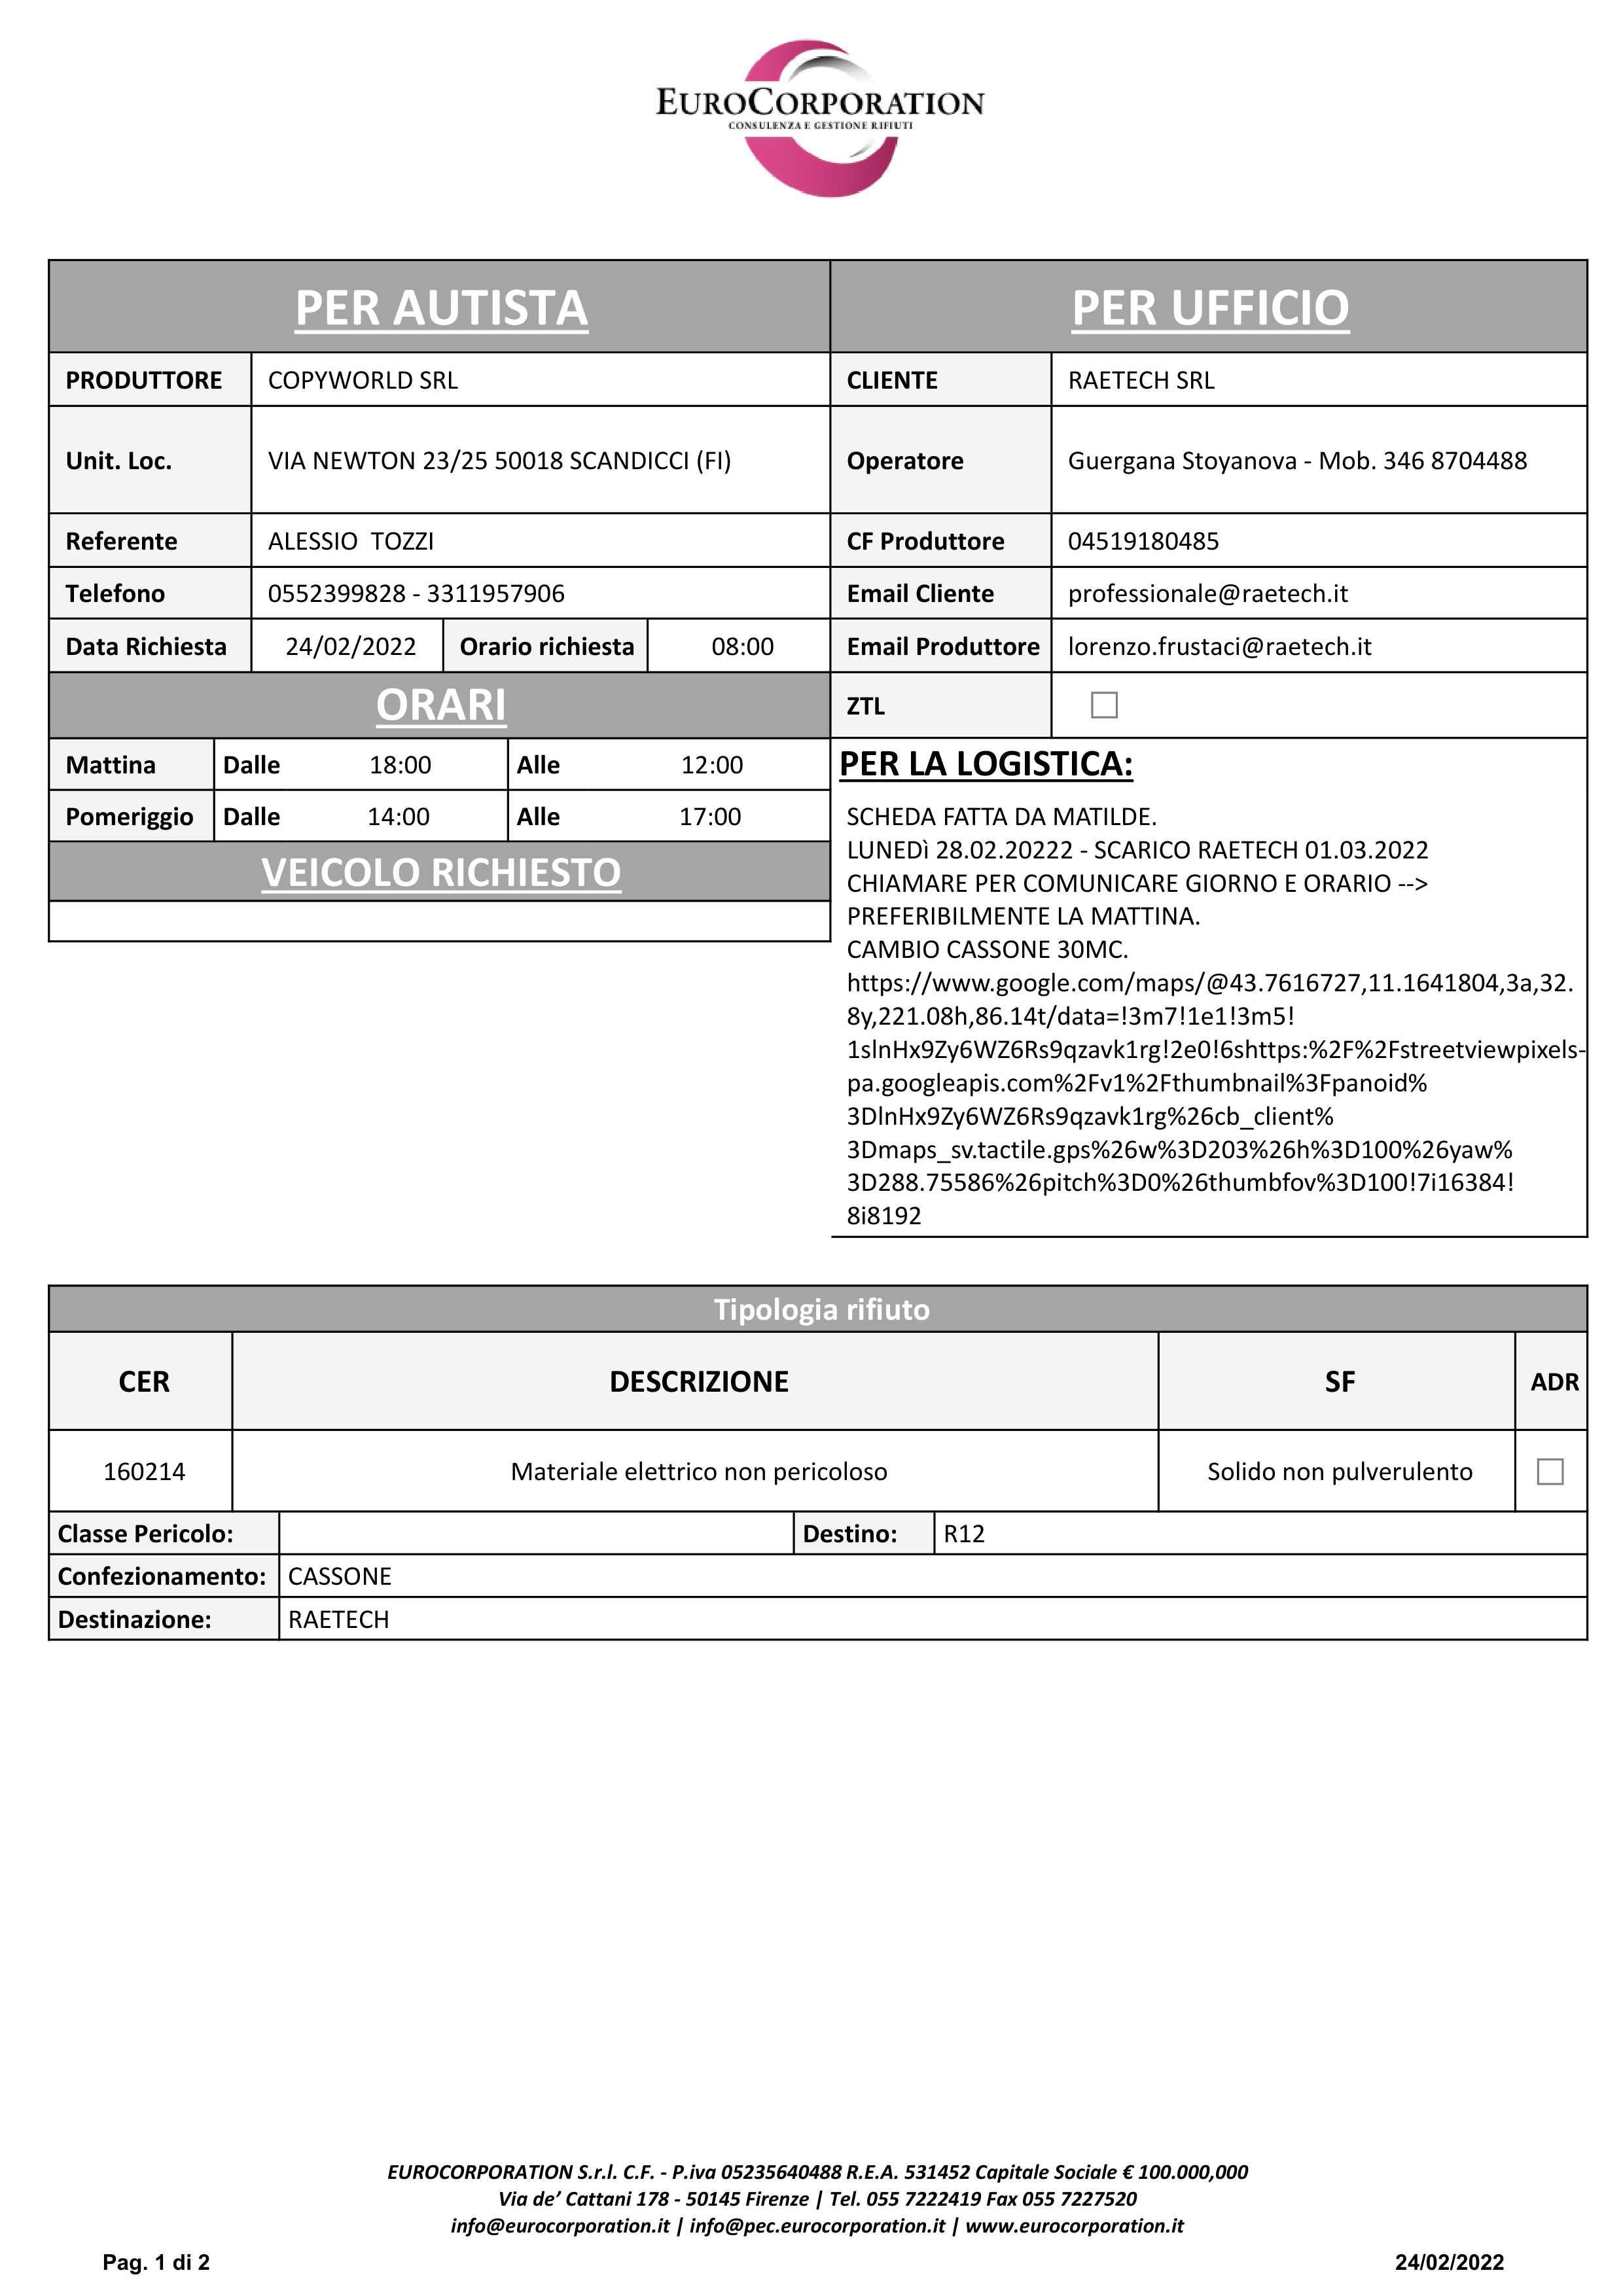 EUROCORPORATION
CONSULENZA E GESTIONE RIFIUTI
PER AUTISTA
PRODUTTORE COPYWORLD SRL
Unit. Loc. VIA NEWTON 23/25 50018 SCANDICCI (FI)
Referente ALESSIO  TOZZI
Telefono 0552399828 - 3311957906
Data Richiesta 24/02/2022 Orario richiesta 08:00
ORARI
Mattina Dalle 18:00 Alle 12:00
Pomeriggio Dalle 14:00 Alle 17:00
VEICOLO RICHIESTO
PER UFFICIO
CLIENTE RAETECH SRL
Operatore Guergana Stoyanova - Mob. 346 8704488
CF Produttore 04519180485
Email Cliente professionale@raetech.it
Email Produttore lorenzo.frustaci@raetech.it
ZTL
PER LA LOGISTICA:
SCHEDA FATTA DA MATILDE.
LUNEDì 28.02.20222 - SCARICO RAETECH 01.03.2022
CHIAMARE PER COMUNICARE GIORNO E ORARIO -->
PREFERIBILMENTE LA MATTINA.
CAMBIO CASSONE 30MC.
https://www.google.com/maps/@43.7616727,11.1641804,3a,32.
8y,221.08h,86.14t/data=!3m7!1e1!3m5!
1slnHx9Zy6WZ6Rs9qzavk1rg!2e0!6shttps:%2F%2Fstreetviewpixels-
pa.googleapis.com%2Fv1%2Fthumbnail%3Fpanoid%
3DlnHx9Zy6WZ6Rs9qzavk1rg%26cb_client%
3Dmaps_sv.tactile.gps%26w%3D203%26h%3D100%26yaw%
3D288.75586%26pitch%3D0%26thumbfov%3D100!7i16384!
8i8192
Tipologia rifiuto
CER DESCRIZIONE SF ADR
160214 Materiale elettrico non pericoloso Solido non pulverulento
Classe Pericolo: Destino: R12
Confezionamento: CASSONE
Destinazione: RAETECH
EUROCORPORATION S.r.l. C.F. - P.iva 05235640488 R.E.A. 531452 Capitale Sociale € 100.000,000
Via de’ Cattani 178 - 50145 Firenze | Tel. 055 7222419 Fax 055 7227520
info@eurocorporation.it | info@pec.eurocorporation.it | www.eurocorporation.it
Pag. 1 di 2 24/02/2022